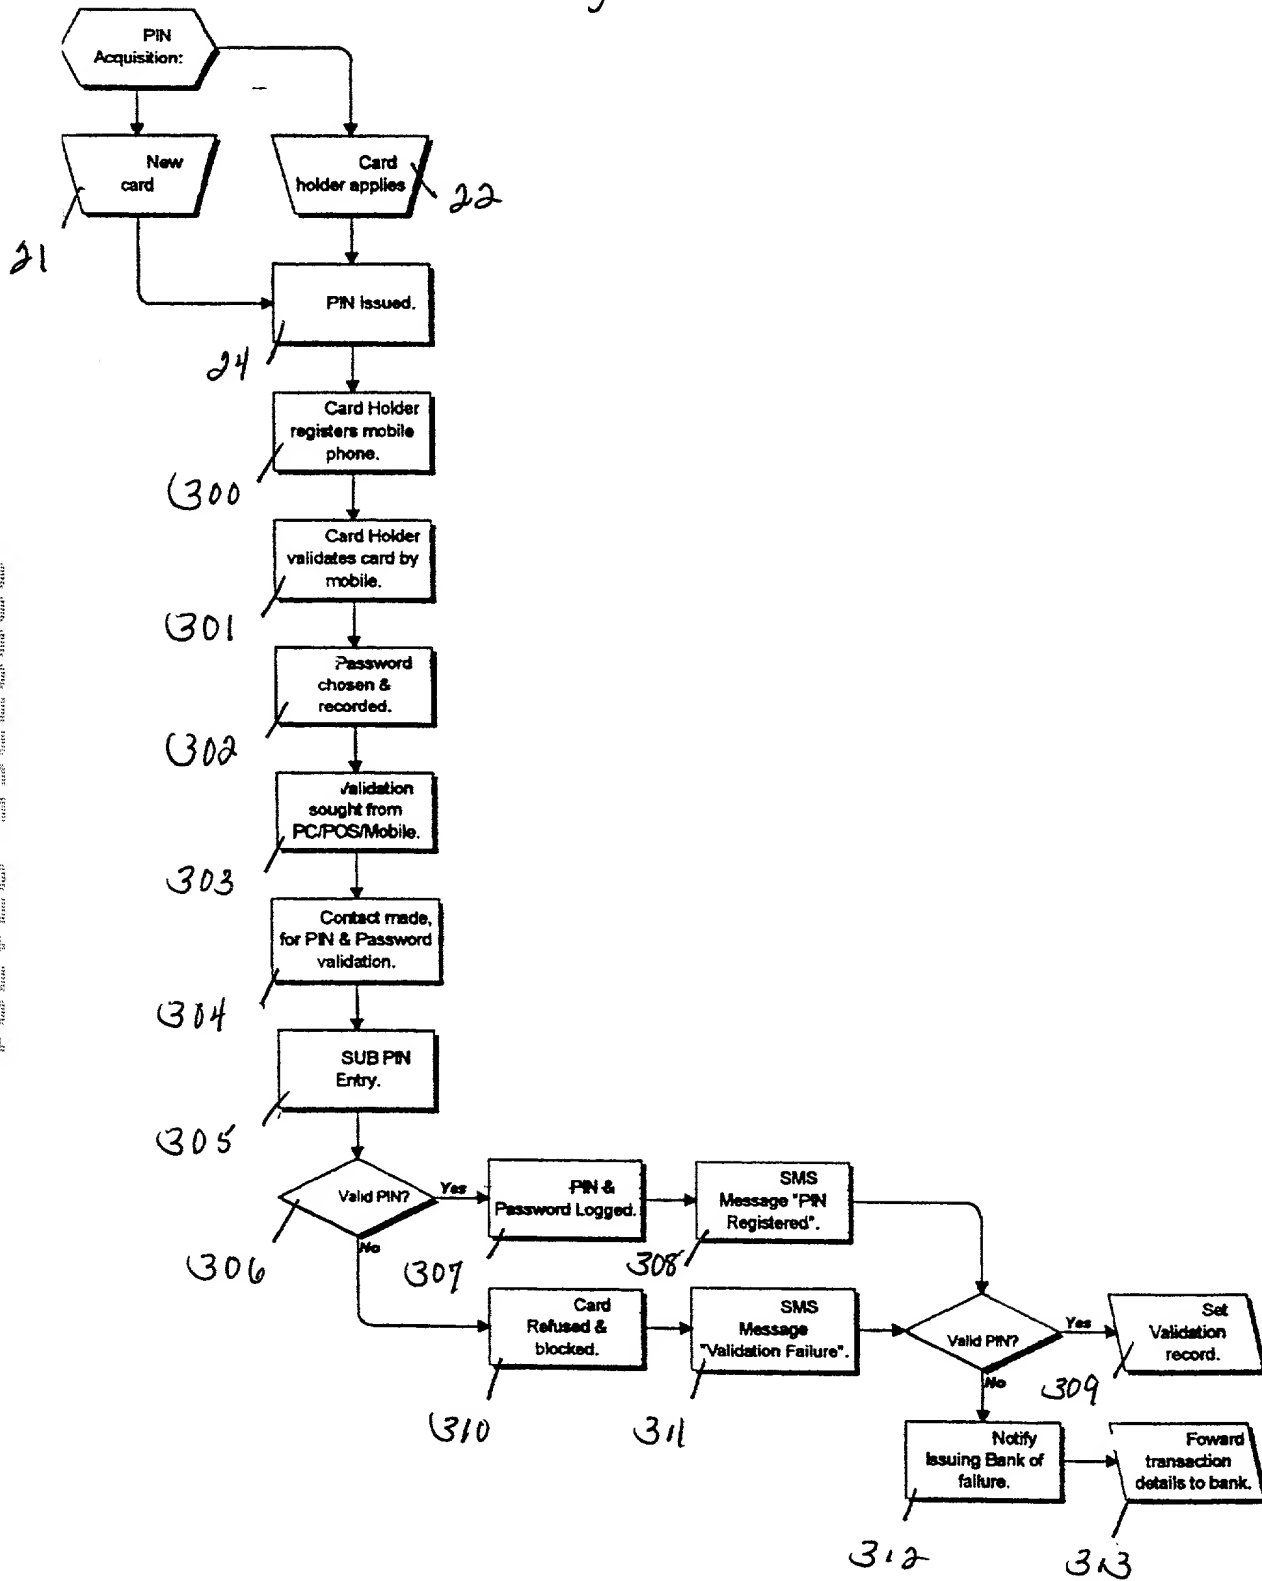 PIN
Acquisition:
New
card
Card
holder applies
22
21
PIN issued.
24
Card Holder
registers mobile
phone.
300
Card Holder
validates card by
mobile.
301
Password
chosen &
recorded.
302
Validation
sought from
PC/POS/Mobile.
303
Contact made,
for PIN & Password
validation.
304
SUB PIN
Entry.
305
Valid PIN?
Yes
No
306
PIN &
Password Logged.
307
SMS
Message "PIN
Registered".
308
Card
Refused &
blocked.
310
SMS
Message
"Validation Failure".
311
Valid PIN?
Yes
No
Set
Validation
record.
309
Notify
Issuing Bank of
failure.
312
Foward
transaction
details to bank.
313